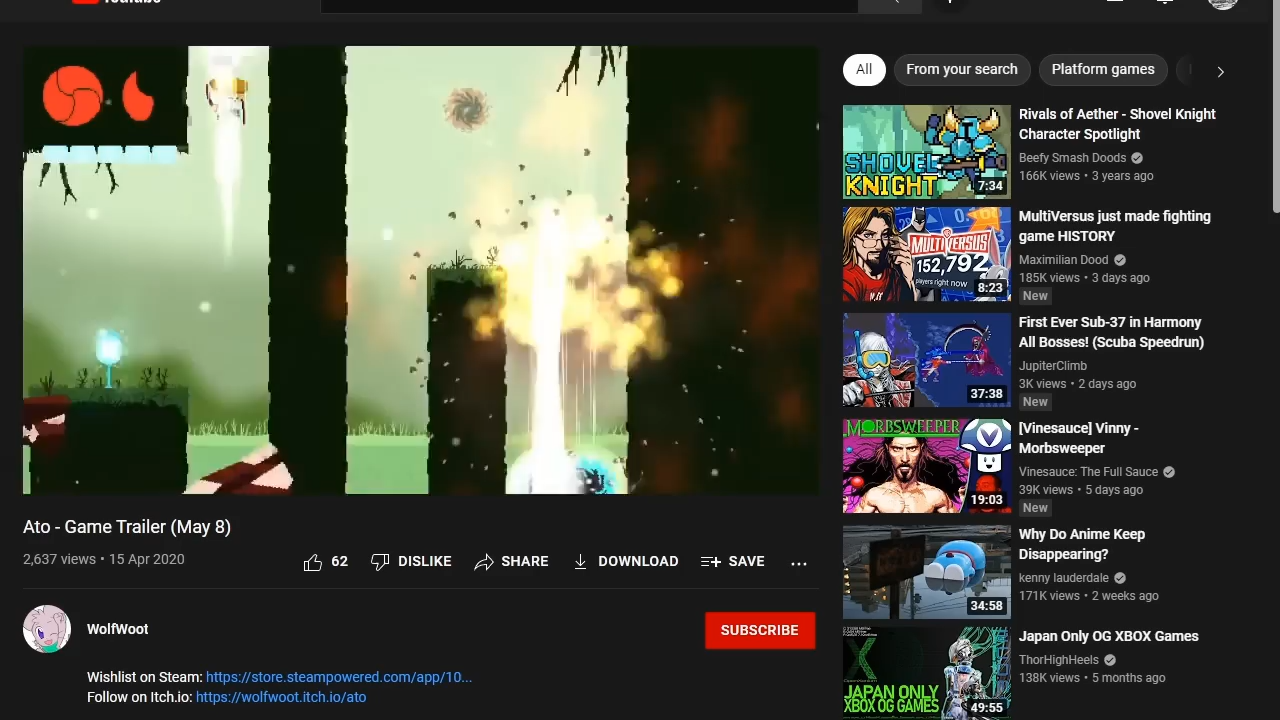 All
From your search
Platform games
Ato - Game Trailer (May 8)
2,637 views • 15 Apr 2020
62
DISLIKE
SHARE
DOWNLOAD
SAVE
WolfWoot
SUBSCRIBE
Wishlist on Steam: https://store.steampowered.com/app/10...
Follow on Itch.io: https://wolfwoot.itch.io/ato
SHOVEL
KNIGHT
7:34
Rivals of Aether - Shovel Knight
Character Spotlight
Beefy Smash Doods
166K views • 3 years ago
MULTIVERSUS
152,792
players right now
8:23
MultiVersus just made fighting
game HISTORY
Maximilian Dood
185K views • 3 days ago
New
37:38
First Ever Sub-37 in Harmony
All Bosses! (Scuba Speedrun)
JupiterClimb
3K views • 2 days ago
New
MORBSWEEPER
19:03
[Vinesauce] Vinny -
Morbsweeper
Vinesauce: The Full Sauce
39K views • 5 days ago
New
34:58
Why Do Anime Keep
Disappearing?
kenny lauderdale
171K views • 2 weeks ago
JAPAN ONLY
XBOX OG GAMES
49:55
Japan Only OG XBOX Games
ThorHighHeels
138K views • 5 months ago